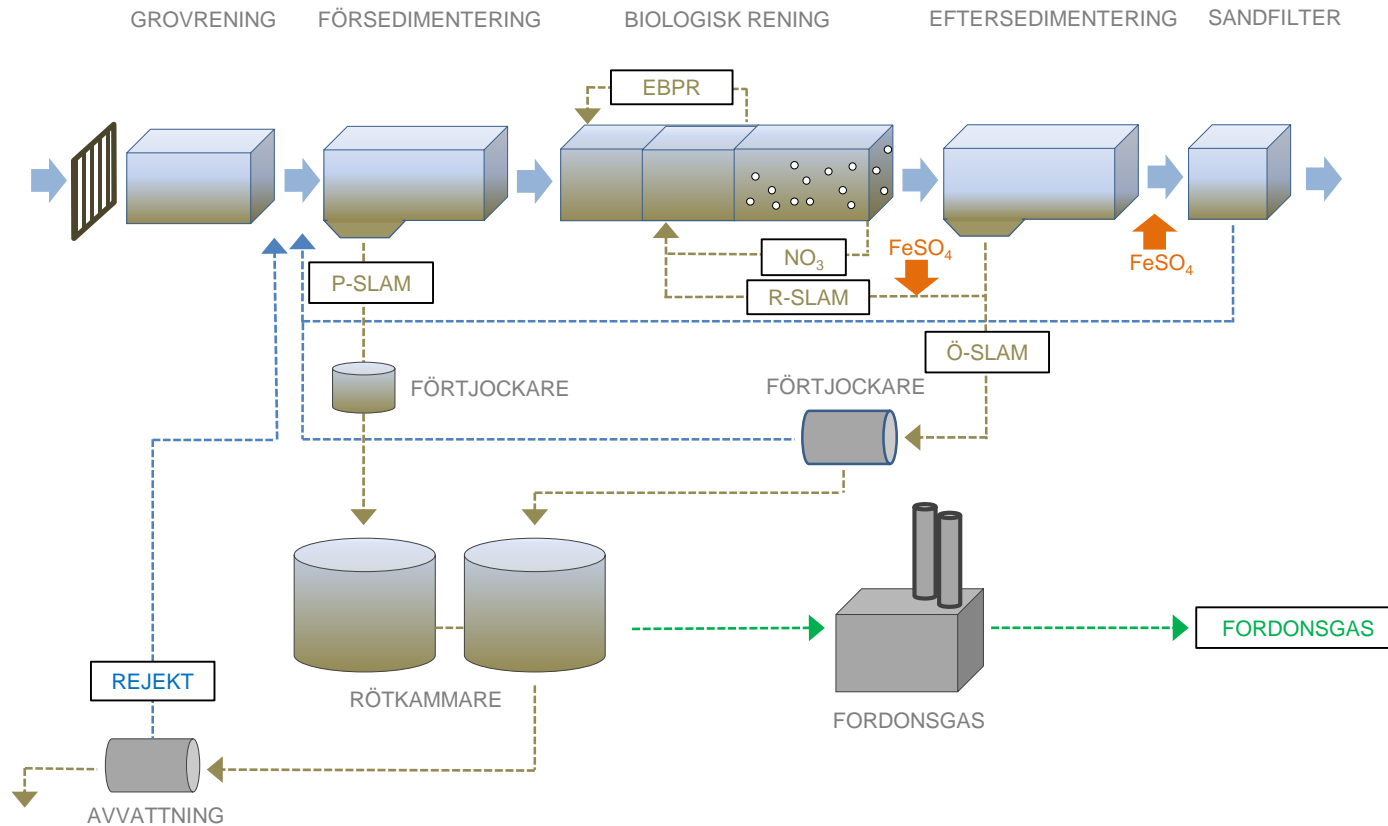 GROVRENING
FÖRSEDIMENTERING
BIOLOGISK RENING
EFTERSEDIMENTERING
SANDFILTER
EBPR
NO₃
FeSO₄
FeSO₄
P-SLAM
R-SLAM
Ö-SLAM
FÖRTJOCKARE
FÖRTJOCKARE
FORDONSGAS
REJEKT
RÖTKAMMARE
FORDONSGAS
AVVATTNING